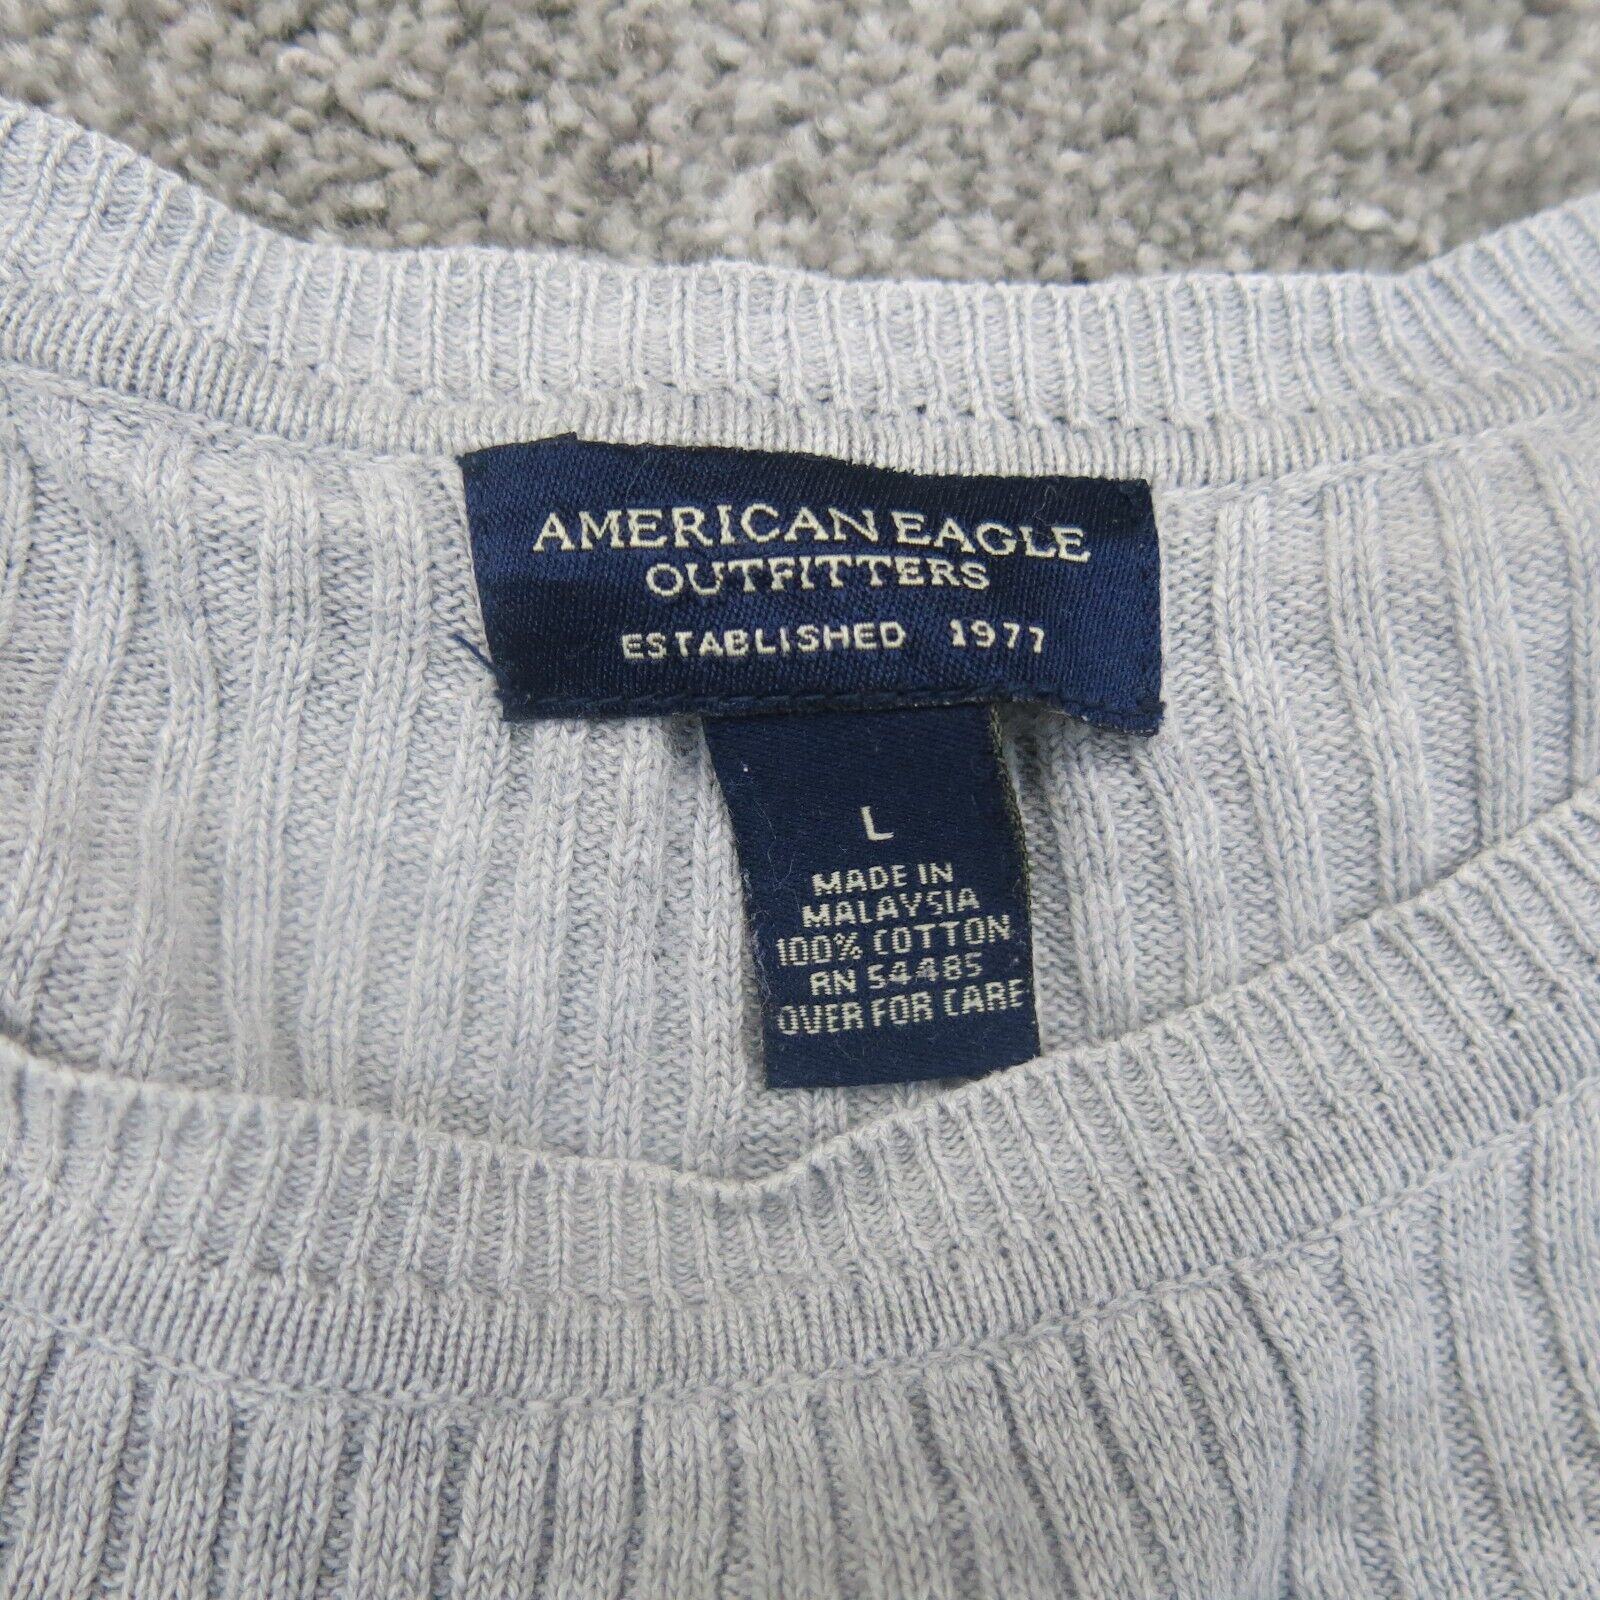 AMERICAN EAGLE
OUTFITTERS
ESTABLISHED 1977
L
MADE IN
MALAYSIA
100% COTTON
RN 54485
OVER FOR CARE